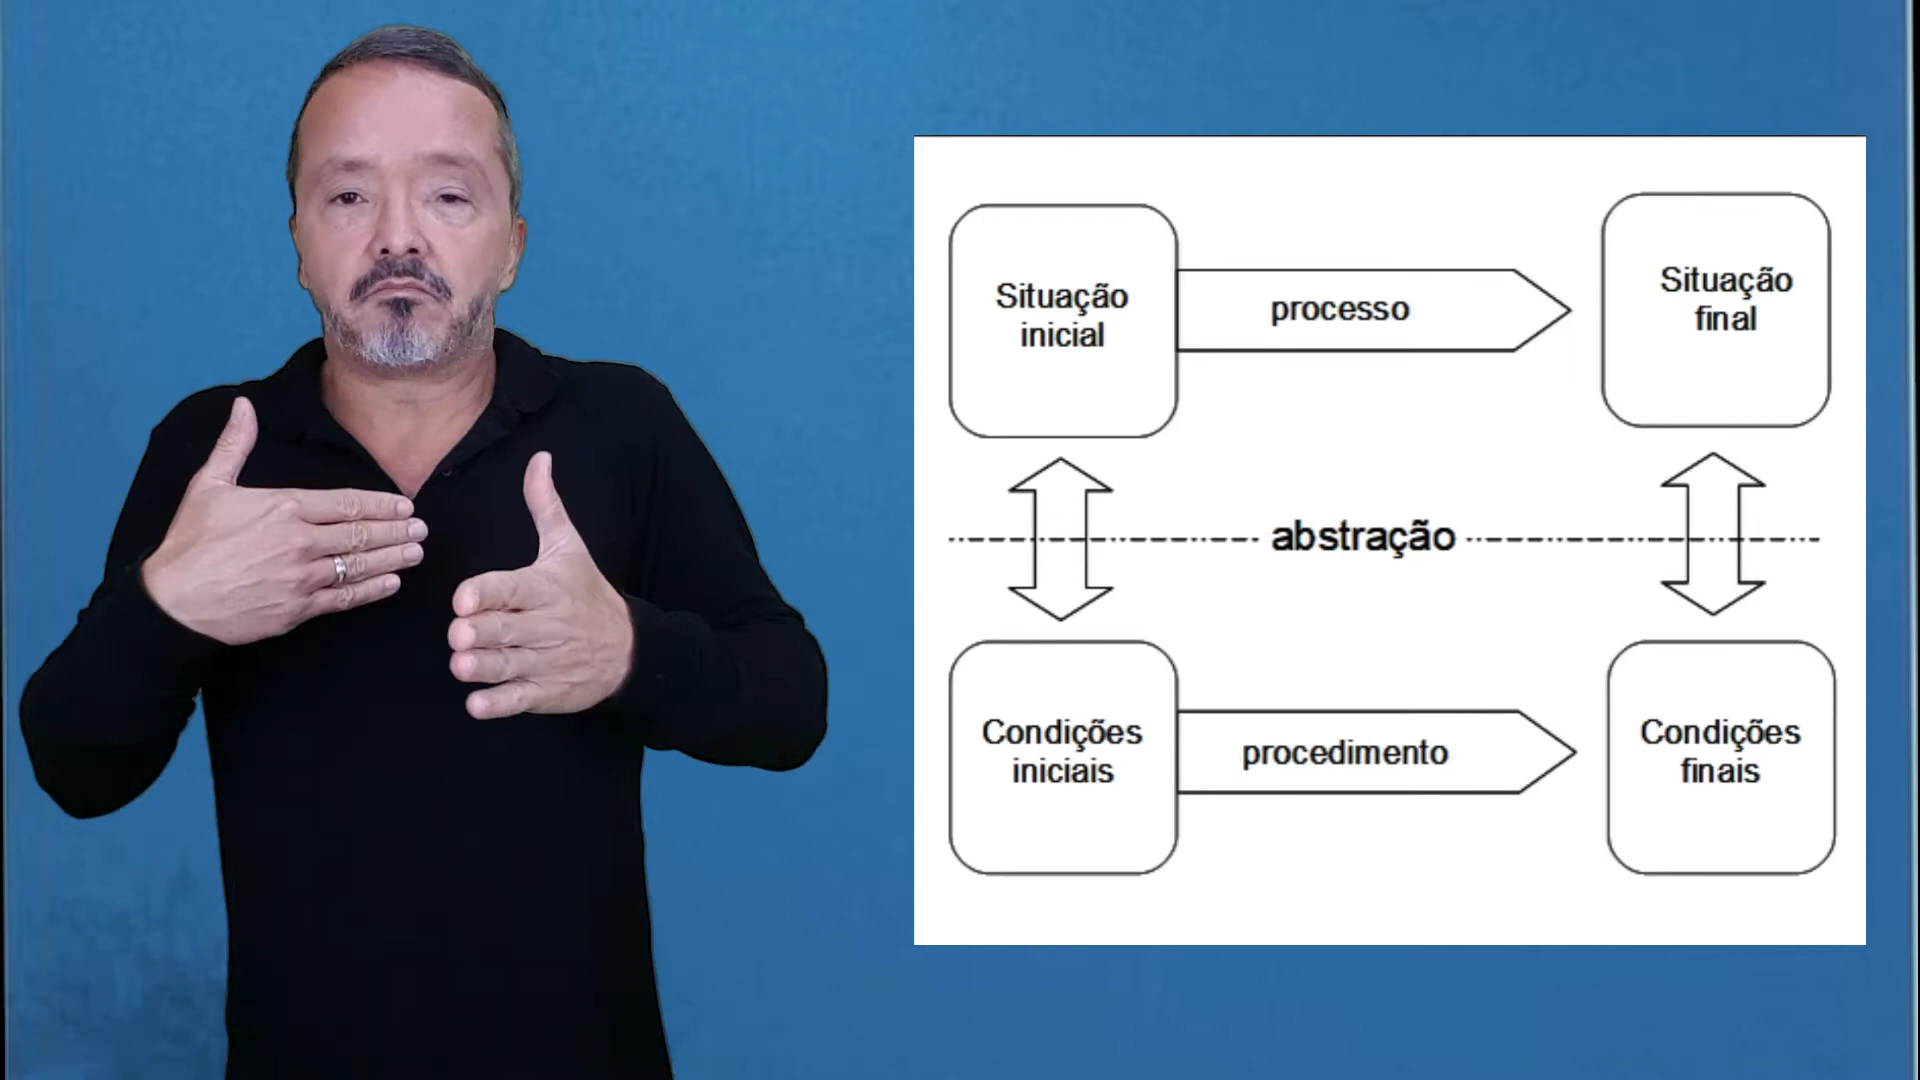 Situação
inicial
processo
Situação
final
abstração
Condições
iniciais
procedimento
Condições
finais